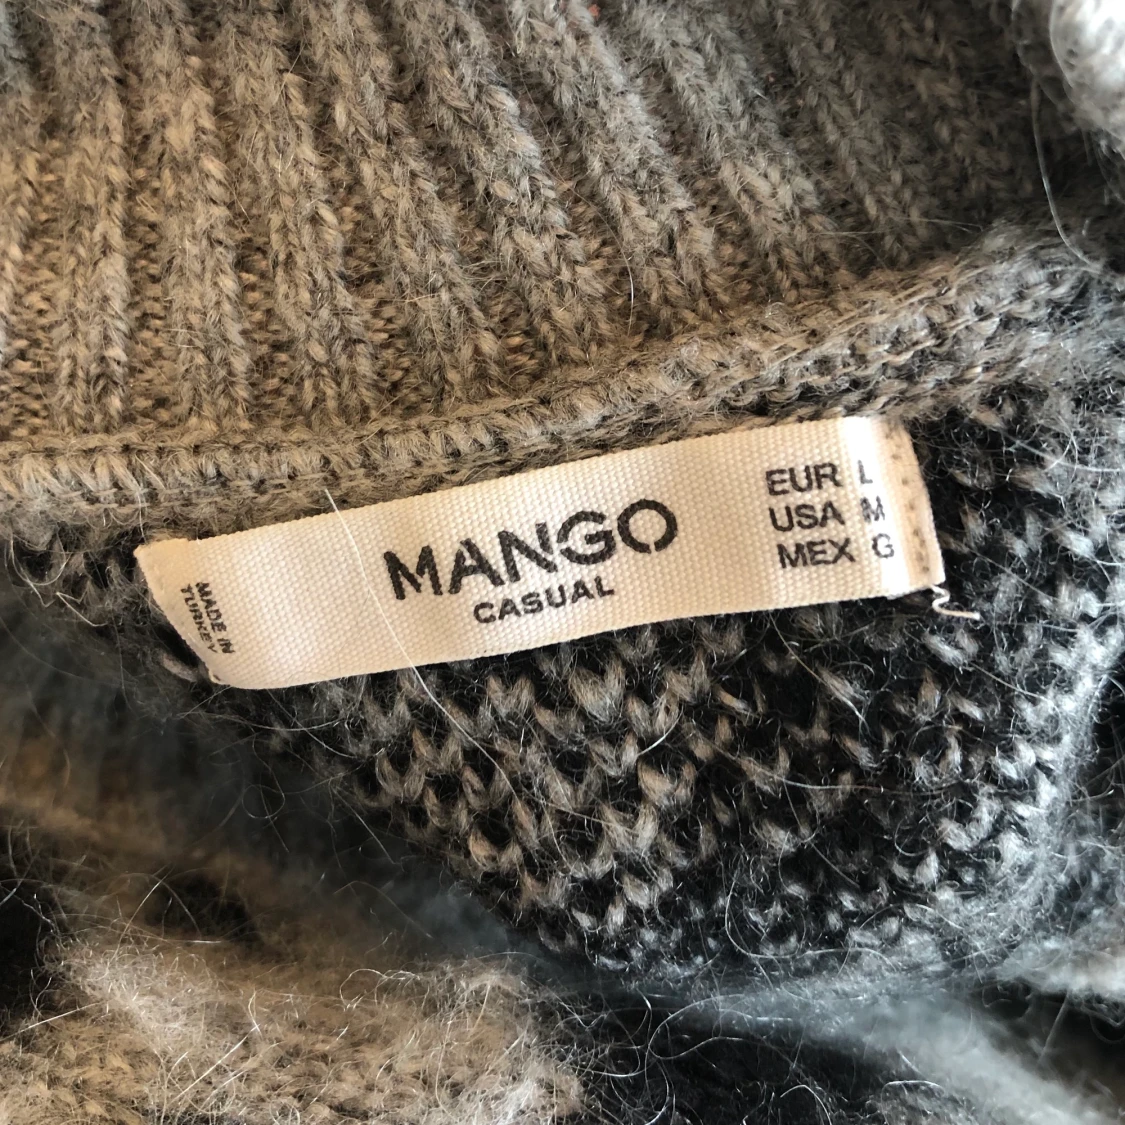 MADE IN
TURKEY
MANGO
CASUAL
EUR L
USA M
MEX G